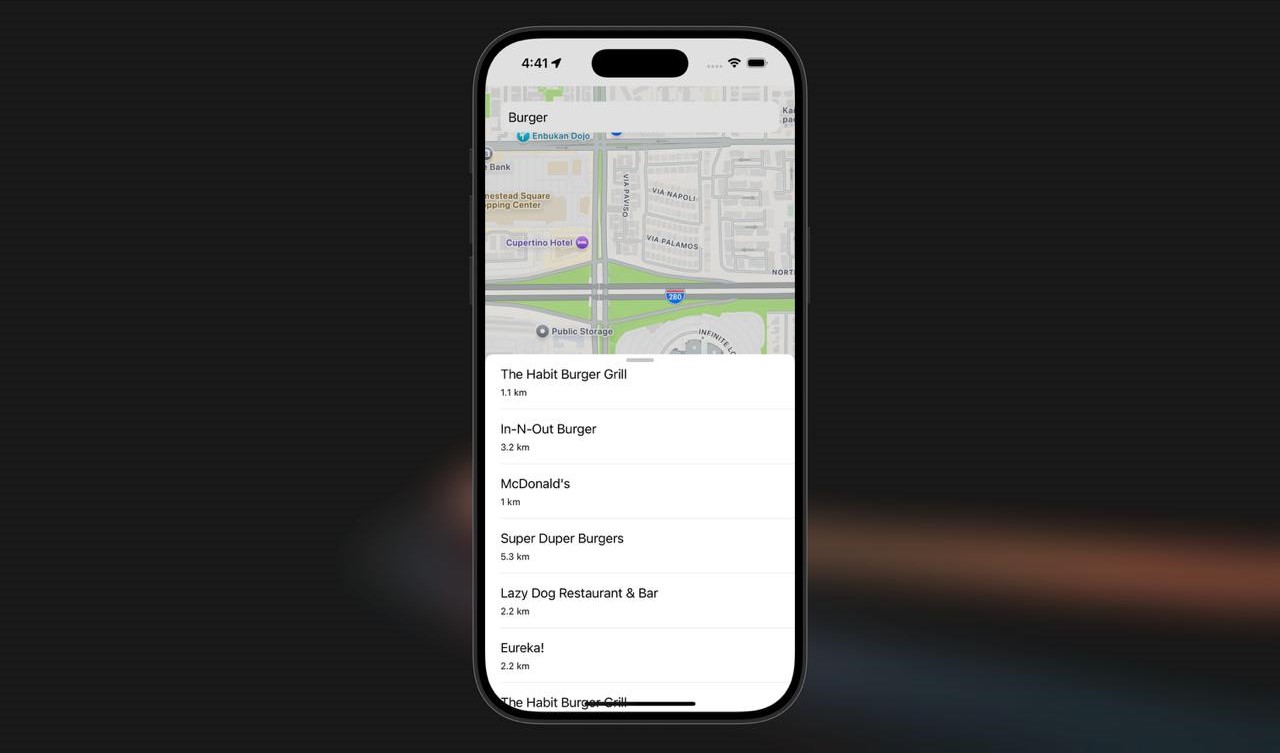 4:41
Burger
Ka
pa
Enbukan Dojo
e Bank
VIA PAVISO
VIA NAPOLI
mestead Square
opping Center
Cupertino Hotel
VIA PALAMOS
NORT
280
Public Storage
INFINITE LO
The Habit Burger Grill
1.1 km
In-N-Out Burger
3.2 km
McDonald's
1 km
Super Duper Burgers
5.3 km
Lazy Dog Restaurant & Bar
2.2 km
Eureka!
2.2 km
The Habit Burger Grill